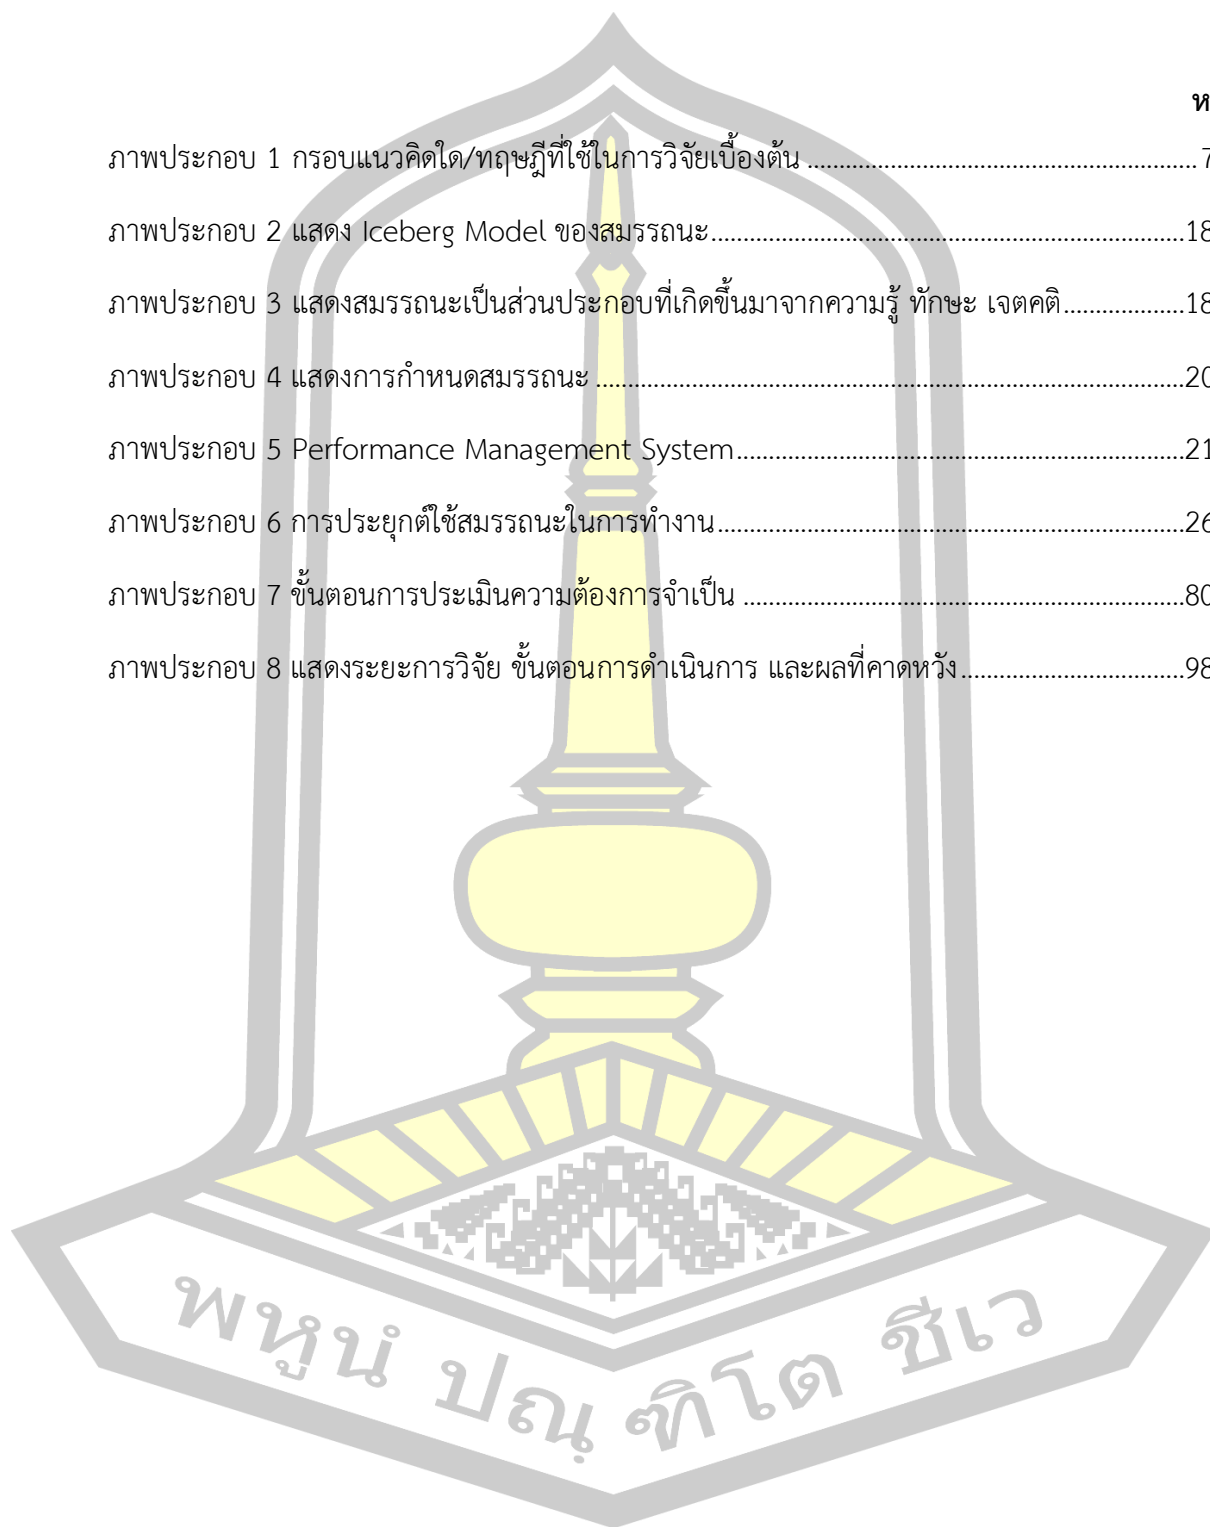 ห
ภาพประกอบ 1 กรอบแนวคิดใด/ทฤษฎีที่ใช้ในการวิจัยเบื้องต้น ........................................................................ 7
ภาพประกอบ 2 แสดง Iceberg Model ของสมรรถนะ........................................................................................18
ภาพประกอบ 3 แสดงสมรรถนะเป็นส่วนประกอบที่เกิดขึ้นมาจากความรู้ ทักษะ เจตคติ.....................18
ภาพประกอบ 4 แสดงการกำหนดสมรรถนะ .............................................................................................................20
ภาพประกอบ 5 Performance Management System...................................................................................21
ภาพประกอบ 6 การประยุกต์ใช้สมรรถนะในการทำงาน......................................................................................26
ภาพประกอบ 7 ขั้นตอนการประเมินความต้องการจำเป็น ..................................................................................80
ภาพประกอบ 8 แสดงระยะการวิจัย ขั้นตอนการดำเนินการ และผลที่คาดหวัง.........................................98
พหูนํ ปณฺฑิโต ชีเว